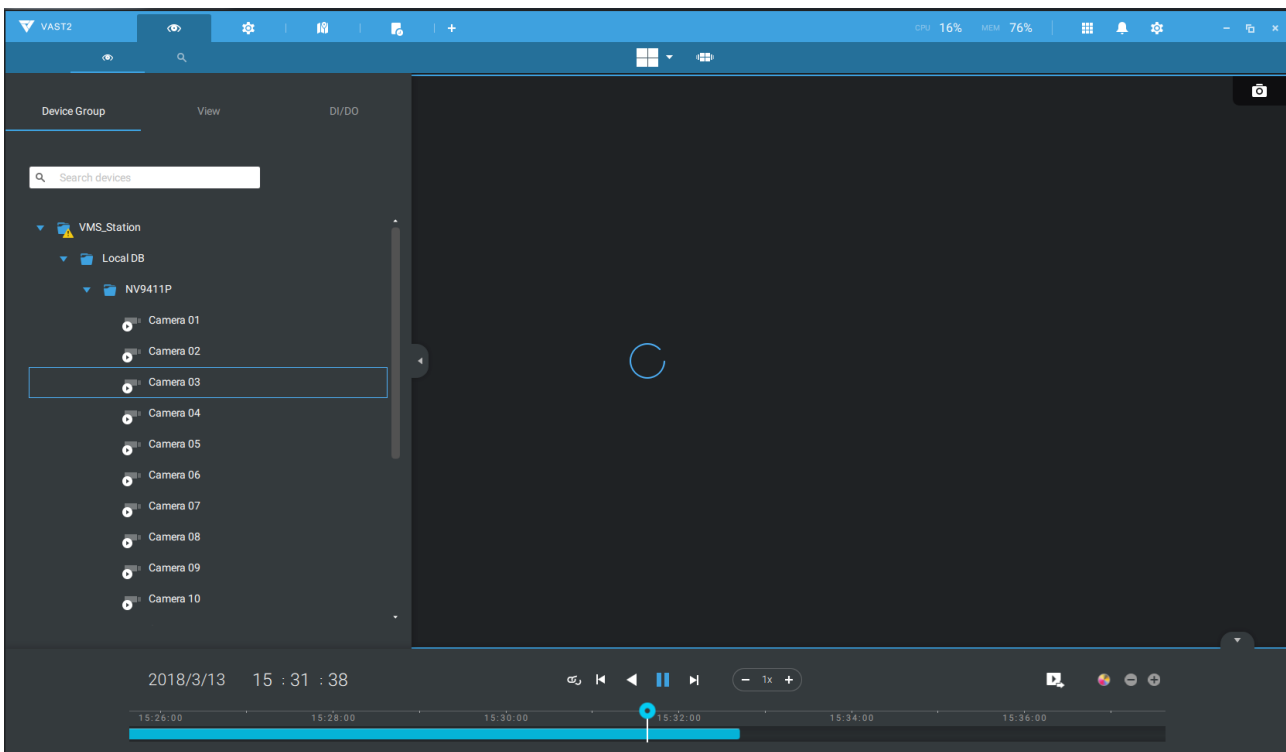 VAST2
CPU 16% MEM 76%
Device Group View DI/DO
Search devices
VMS_Station
Local DB
NV9411P
Camera 01
Camera 02
Camera 03
Camera 04
Camera 05
Camera 06
Camera 07
Camera 08
Camera 09
Camera 10
2018/3/13 15 : 31 : 38
1x
15:26:00 15:28:00 15:30:00 15:32:00 15:34:00 15:36:00